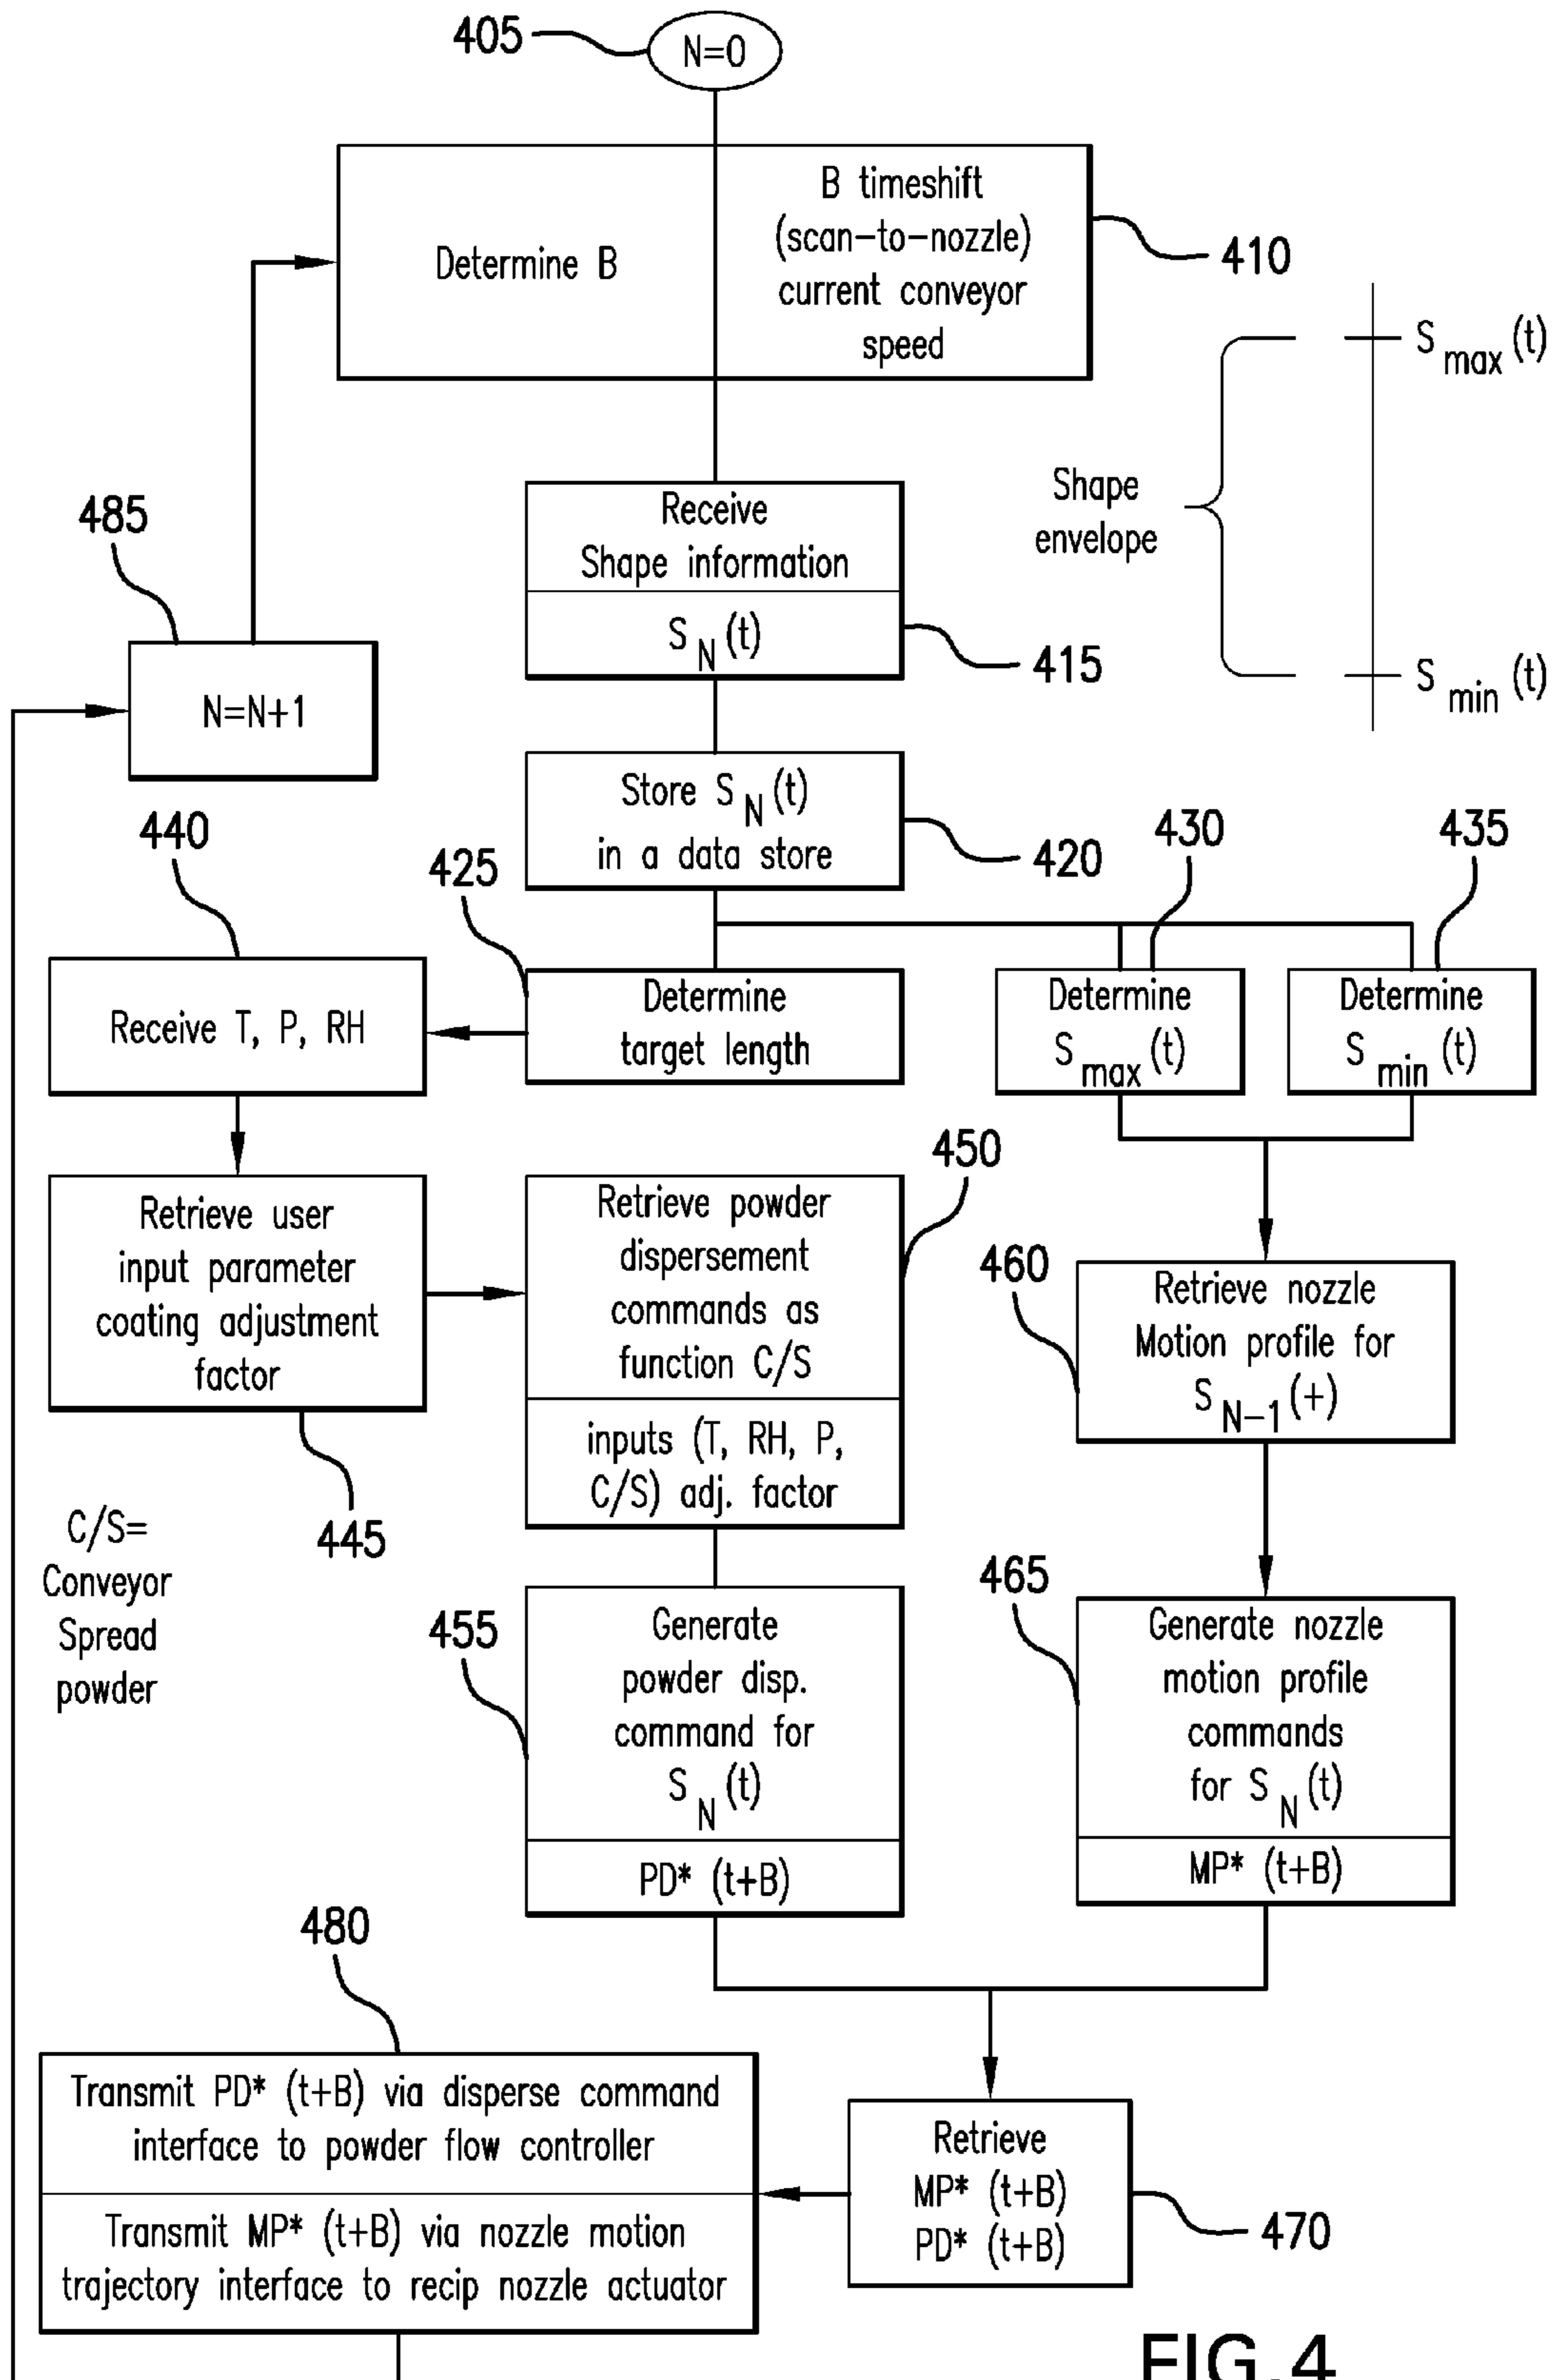 405
N=0
Determine B
B timeshift
(scan-to-nozzle)
current conveyor
speed
410
S max (t)
Shape
envelope
S min (t)
485
N=N+1
Receive
Shape information
S N (t)
415
Store S N (t)
in a data store
420
440
Receive T, P, RH
425
Determine
target length
430
Determine
S max (t)
435
Determine
S min (t)
Retrieve user
input parameter
coating adjustment
factor
445
450
Retrieve powder
dispersement
commands as
function C/S
inputs (T, RH, P,
C/S) adj. factor
460
Retrieve nozzle
Motion profile for
S N-1 (+)
C/S=
Conveyor
Spread
powder
455
Generate
powder disp.
command for
S N (t)
PD* (t+B)
465
Generate nozzle
motion profile
commands
for S N (t)
MP* (t+B)
480
Transmit PD* (t+B) via disperse command
interface to powder flow controller
Transmit MP* (t+B) via nozzle motion
trajectory interface to recip nozzle actuator
Retrieve
MP* (t+B)
PD* (t+B)
470
FIG.4